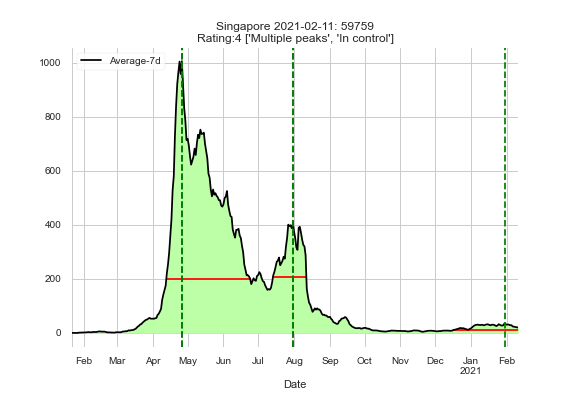 Singapore 2021-02-11: 59759
Rating:4 ['Multiple peaks', 'In control']
Average-7d
1000
800
600
400
200
0
Feb Mar Apr May Jun Jul Aug Sep Oct Nov Dec Jan Feb
2021
Date